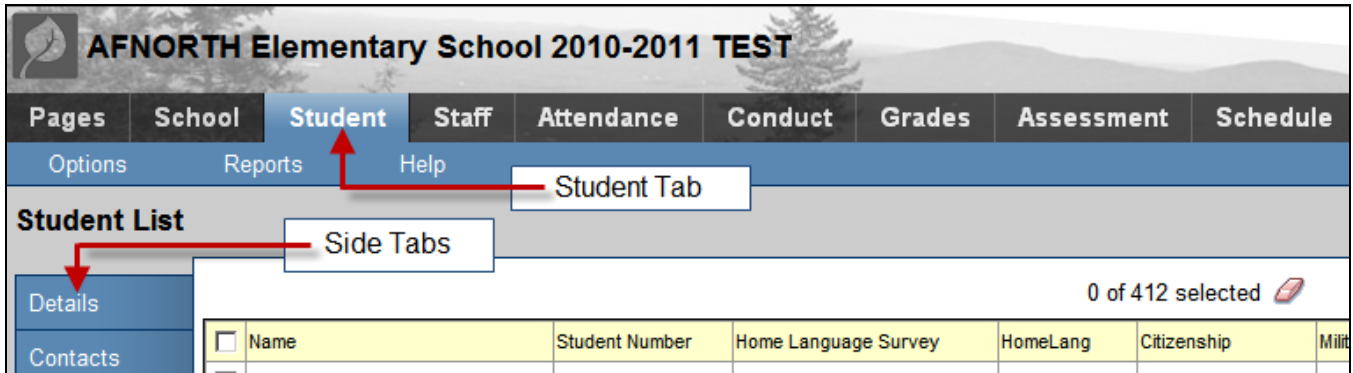 AFNORTH Elementary School 2010-2011 TEST
Pages School Student Staff Attendance Conduct Grades Assessment Schedule
Options Reports Help
Student Tab
Student List
Side Tabs
Details
0 of 412 selected
Name Student Number Home Language Survey HomeLang Citizenship Milit
Contacts